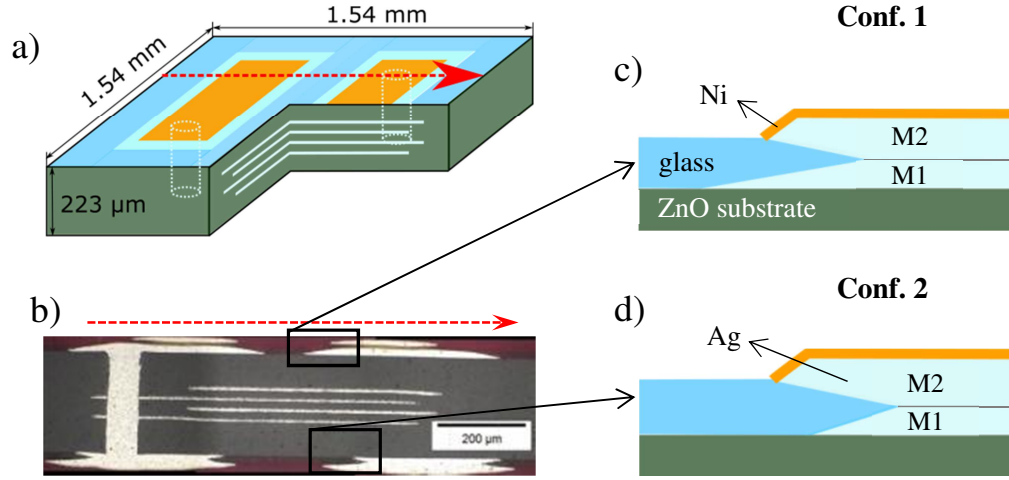 a)
1.54 mm
1.54 mm
223 µm
b)
200 µm
Conf. 1
c)
Ni
M2
glass
M1
ZnO substrate
Conf. 2
d)
Ag
M2
M1